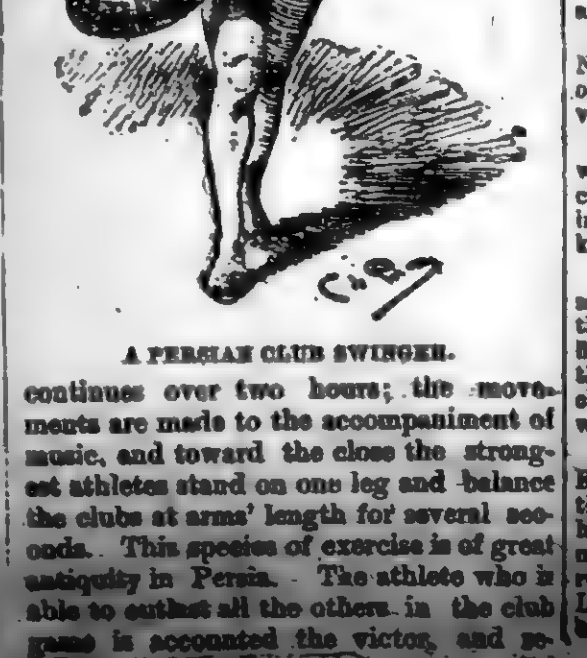 A PERSIAN CLUB SWINGER.
continues over two hours; the move-
ments are made to the accompaniment of
music, and toward the close the strong-
est athletes stand on one leg and balance
the clubs at arms' length for several sec-
onds. This species of exercise is of great
antiquity in Persia. The athlete who is
able to outlast all the others in the club
game is accounted the victor, and re-